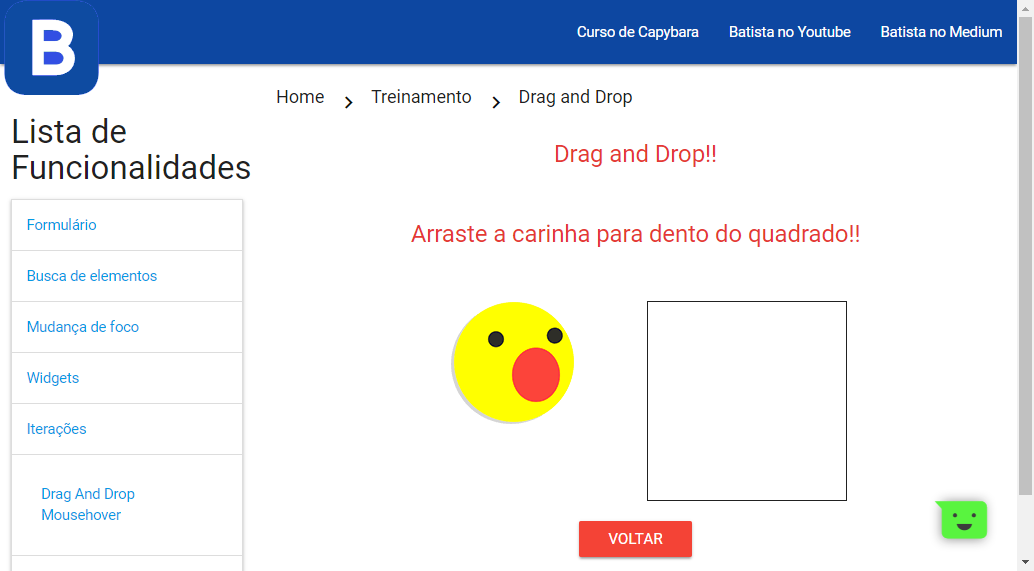 B
Curso de Capybara
Batista no Youtube
Batista no Medium
Home
Treinamento
Drag and Drop
Lista de
Funcionalidades
Formulário
Busca de elementos
Mudança de foco
Widgets
Iterações
Drag And Drop
Mousehover
Drag and Drop!!
Arraste a carinha para dento do quadrado!!
VOLTAR